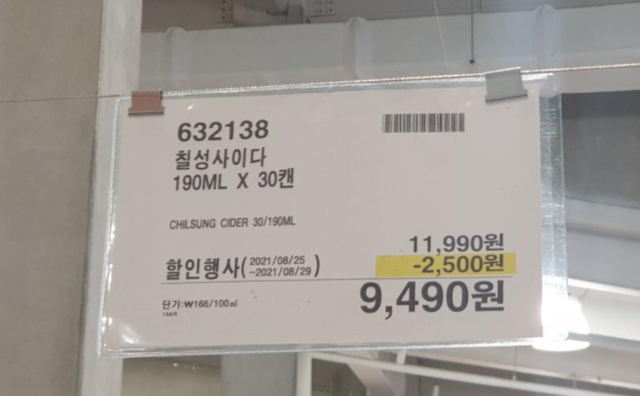 632138
칠성사이다
190ML X 30캔
CHILSUNG CIDER 30/190ML
11,990원
할인행사(2021/08/25 ~2021/08/29) -2,500원
단가:₩166/100ml 9,490원